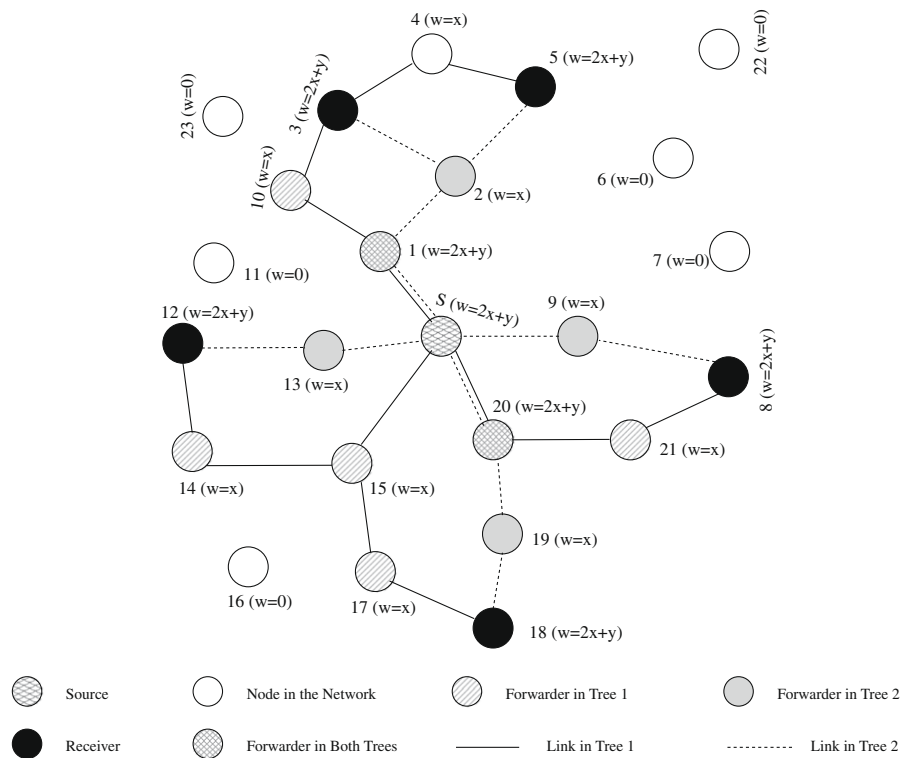 4 (w=x)
5 (w=2x+y)
22 (w=0)
3 (w=2x+y)
23 (w=0)
10 (w=x)
2 (w=x)
6 (w=0)
1 (w=2x+y)
7 (w=0)
11 (w=0)
S (w=2x+y)
9 (w=x)
12 (w=2x+y)
13 (w=x)
8 (w=2x+y)
20 (w=2x+y)
21 (w=x)
14 (w=x)
15 (w=x)
19 (w=x)
16 (w=0)
17 (w=x)
18 (w=2x+y)
Source
Node in the Network
Forwarder in Tree 1
Forwarder in Tree 2
Receiver
Forwarder in Both Trees
Link in Tree 1
Link in Tree 2